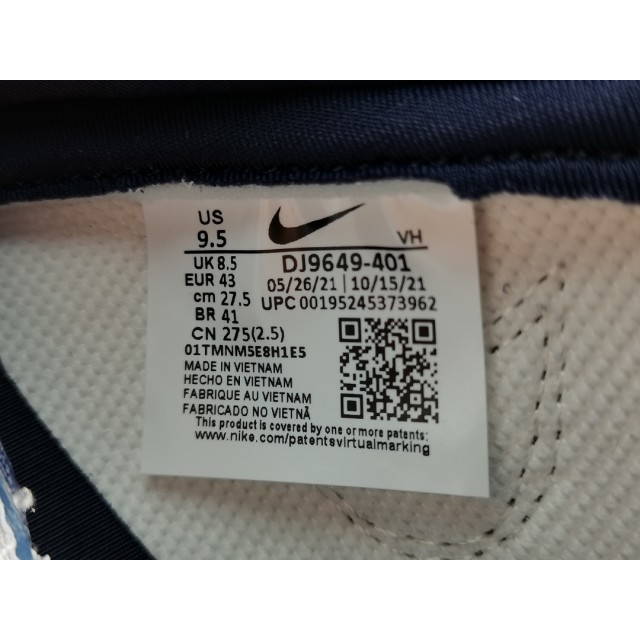 US
9.5
VH
UK 8.5
DJ9649-401
EUR 43
05/26/21 | 10/15/21
cm 27.5
UPC 00195245373962
BR 41
CN 275(2.5)
01TMNM5E8H1E5
MADE IN VIETNAM
HECHO EN VIETNAM
FABRIQUE AU VIETNAM
FABRICADO NO VIETNÃ
This product is covered by one or more patents:
www.nike.com/patentsvirtualmarking